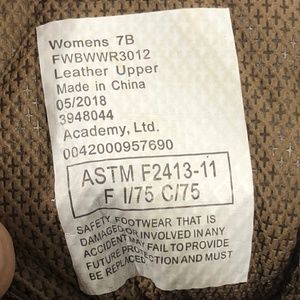 Womens 7B
FWBWWR3012
Leather Upper
Made in China
05/2018
3948044
Academy, Ltd.
0042000957690
ASTM F2413-11
F I/75 C/75
SAFETY FOOTWEAR THAT IS
DAMAGED OR INVOLVED IN ANY
ACCIDENT MAY FAIL TO PROVIDE
FUTURE PROTECTION AND MUST
BE REPLACED